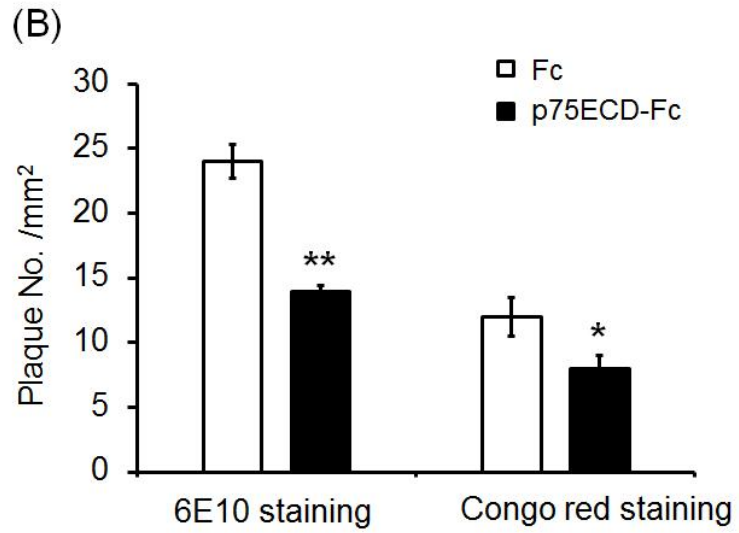 (B)
Fc
p75ECD-Fc
Plaque No. /mm²
30
25
20
15
10
5
0
**
*
6E10 staining
Congo red staining